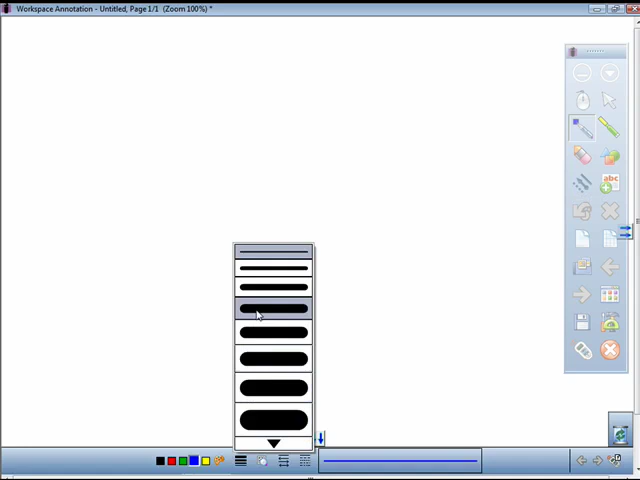 Workspace Annotation - Untitled, Page 1/1 (Zoom 100%) *
abc